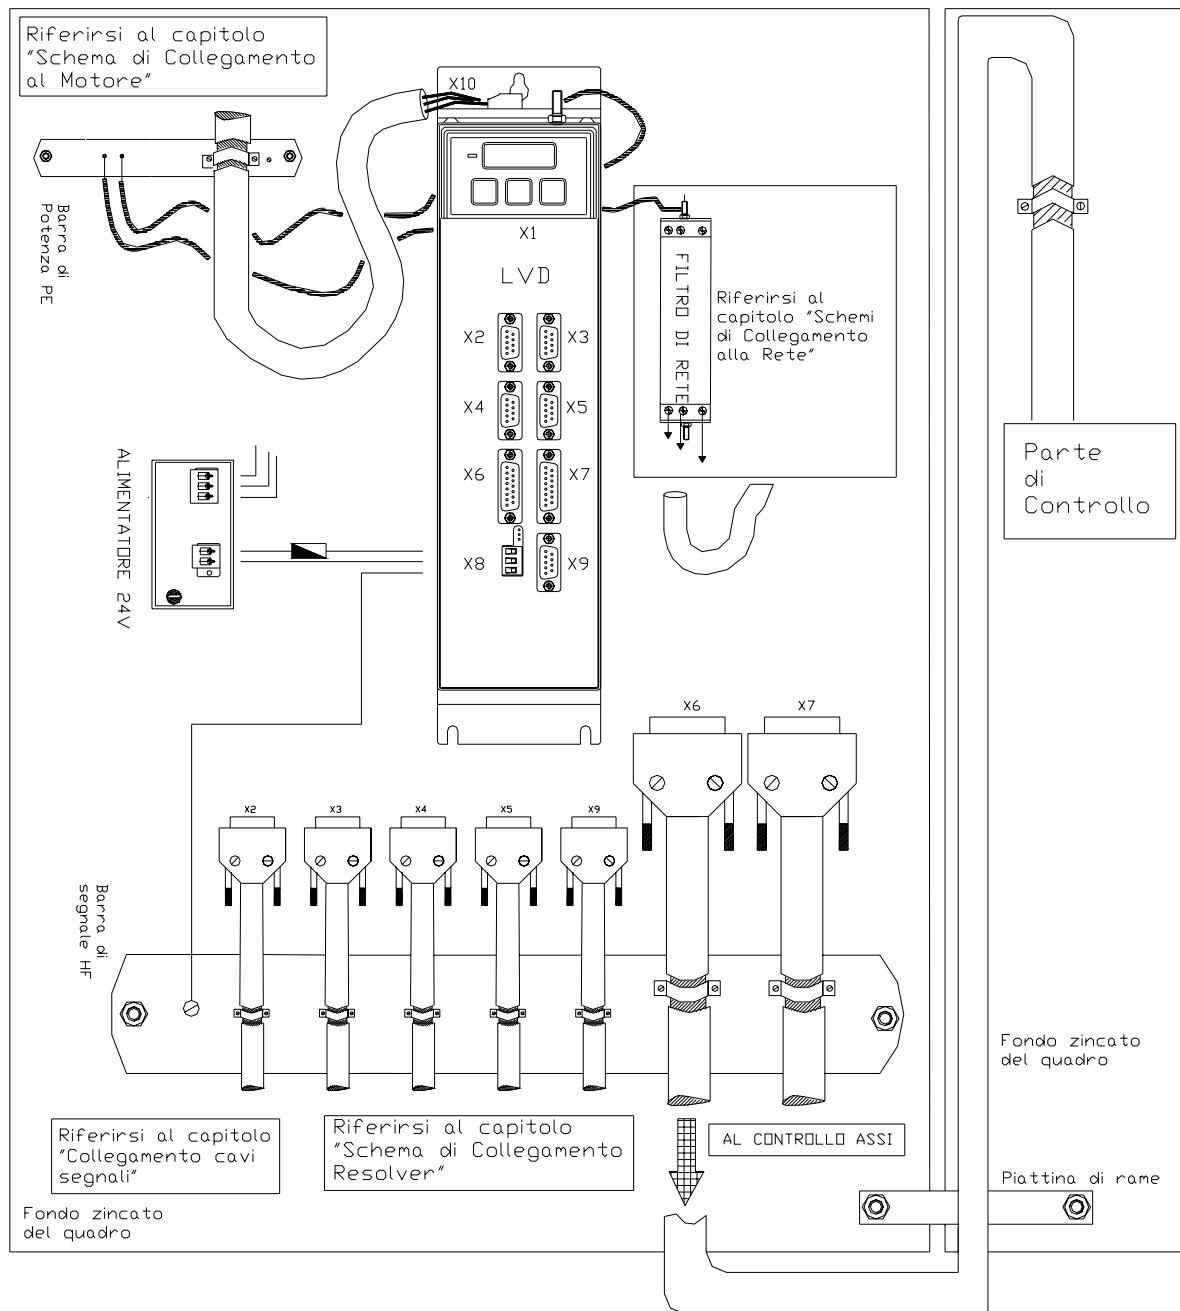 Riferirsi al capitolo
"Schema di Collegamento
al Motore"
X10
Barra di
Potenza PE
X1
LVD
X2
X3
X4
X5
X6
X7
X8
X9
FILTRO DI RETE
Riferirsi al
capitolo "Schemi
di Collegamento
alla Rete"
Parte
di
Controllo
ALIMENTATORE 24V
X6
X7
X2
X3
X4
X5
X9
Barra di
segnale HF
Fondo zincato
del quadro
Riferirsi al capitolo
"Collegamento cavi
segnali"
Riferirsi al capitolo
"Schema di Collegamento
Resolver"
AL CONTROLLO ASSI
Piattina di rame
Fondo zincato
del quadro